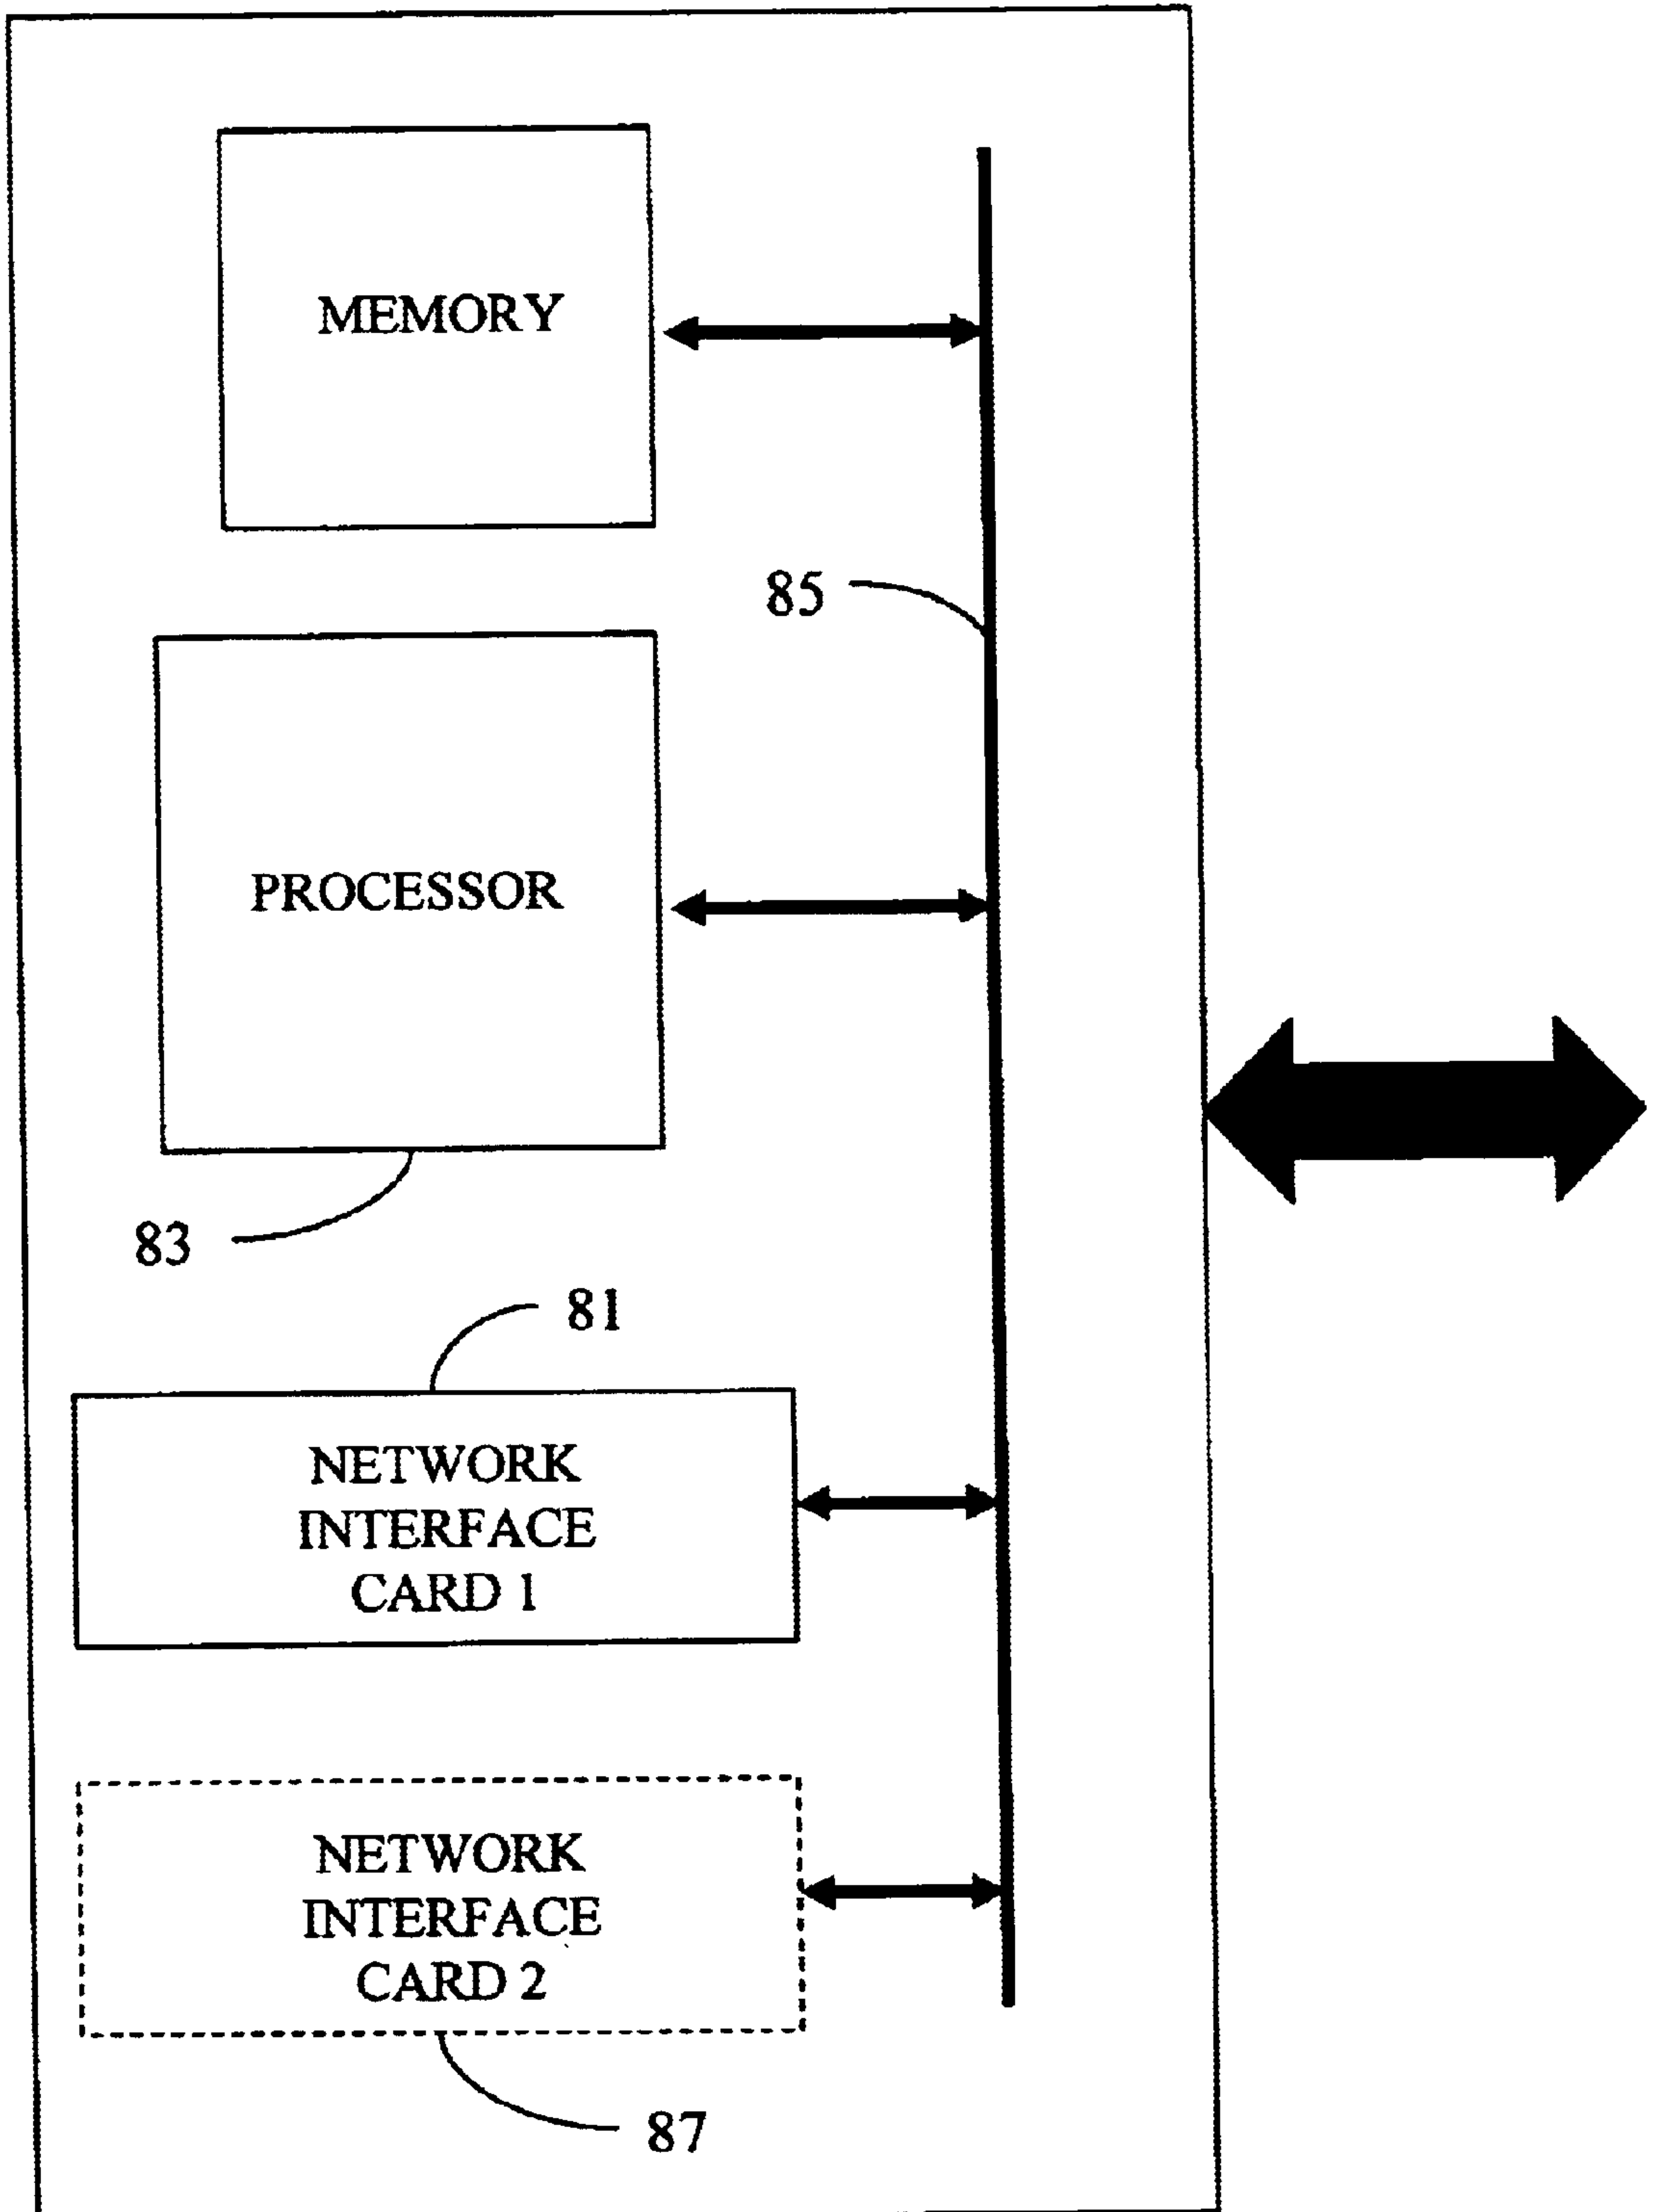 MEMORY
85
PROCESSOR
83
81
NETWORK
INTERFACE
CARD 1
NETWORK
INTERFACE
CARD 2
87